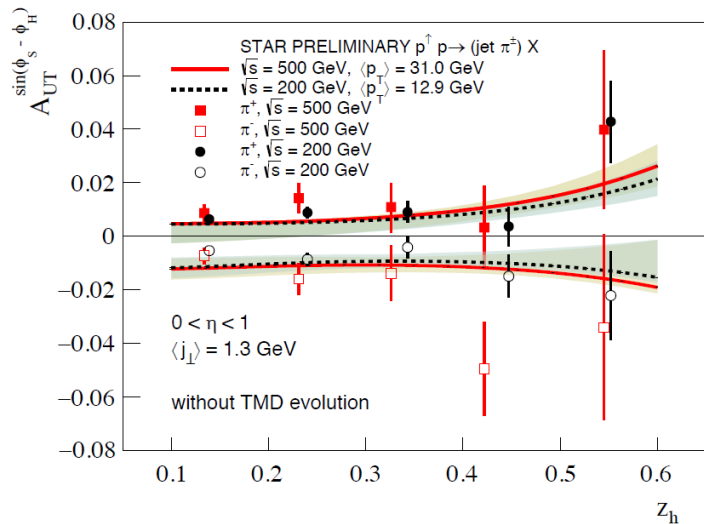 A_UT^sin(φ_S - φ_H)
0.08
0.06
0.04
0.02
0
−0.02
−0.04
−0.06
−0.08
STAR PRELIMINARY p↑ p→ (jet π±) X
√s = 500 GeV, ⟨p_T⟩ = 31.0 GeV
√s = 200 GeV, ⟨p_T⟩ = 12.9 GeV
π+, √s = 500 GeV
π-, √s = 500 GeV
π+, √s = 200 GeV
π-, √s = 200 GeV
0 < η < 1
⟨j⊥⟩ = 1.3 GeV
without TMD evolution
0.1 0.2 0.3 0.4 0.5 0.6
z_h